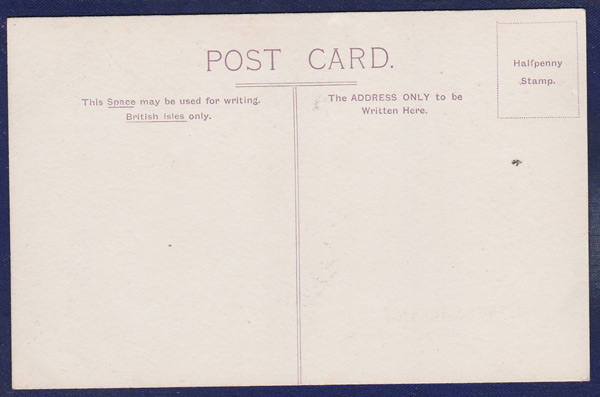 POST CARD.
Halfpenny
Stamp.
This Space may be used for writing.
British Isles only.
The ADDRESS ONLY to be
Written Here.